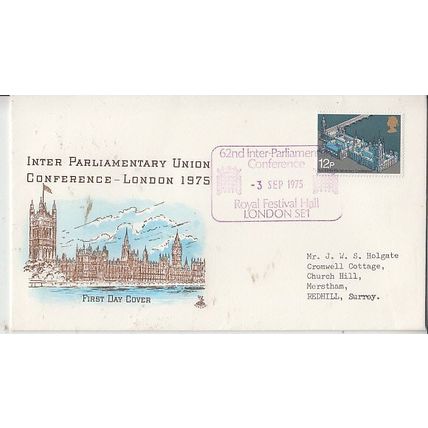 INTER PARLIAMENTARY UNION
CONFERENCE - LONDON 1975
FIRST DAY COVER
62nd Inter-Parliamen
Conference
-3 SEP 1975
Royal Festival Hall
LONDON SE1
12P
Mr. J. W. S. Holgate
Cromwell Cottage,
Church Hill,
Merstham,
REDHILL, Surrey.